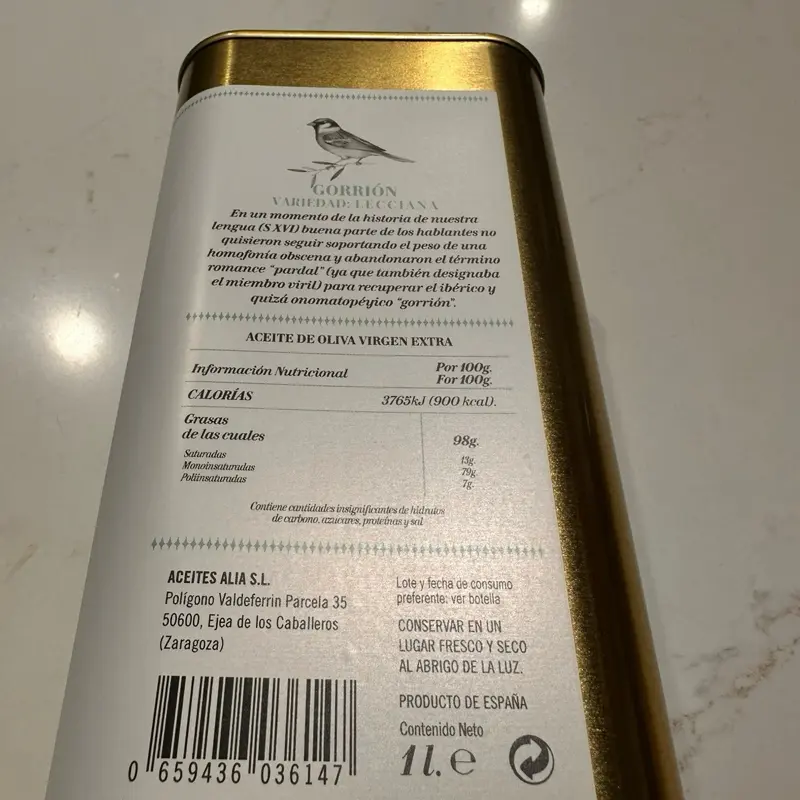 GORRIÓN
VARIEDAD: LECCIANA
En un momento de la historia de nuestra
lengua (S XVI) buena parte de los hablantes no
quisieron seguir soportando el peso de una
homofonía obscena y abandonaron el término
romance "pardal" (ya que también designaba
el miembro viril) para recuperar el ibérico y
quizá onomatopéyico "gorrión".
ACEITE DE OLIVA VIRGEN EXTRA
Información Nutricional Por 100g.
For 100g.
CALORÍAS 3765kJ (900 kcal).
Grasas
de las cuales 98g.
Saturadas 13g.
Monoinsaturadas 79g.
Poliinsaturadas 7g.
Contiene cantidades insignificantes de hidratos
de carbono, azucares, proteínas y sal
ACEITES ALIA S.L.
Polígono Valdeferrin Parcela 35
50600, Ejea de los Caballeros
(Zaragoza)
Lote y fecha de consumo
preferente: ver botella
CONSERVAR EN UN
LUGAR FRESCO Y SECO
AL ABRIGO DE LA LUZ.
PRODUCTO DE ESPAÑA
Contenido Neto
1l. e
0 659436 036147